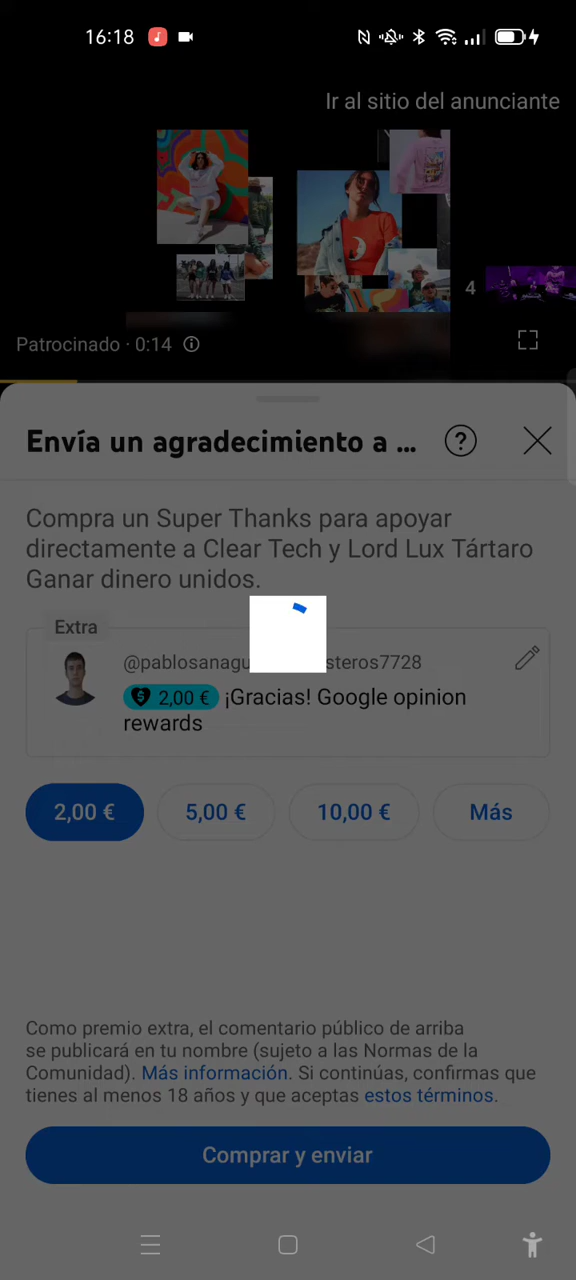 16:18
Ir al sitio del anunciante
4
Patrocinado · 0:14
Envía un agradecimiento a ...
Compra un Super Thanks para apoyar
directamente a Clear Tech y Lord Lux Tártaro
Ganar dinero unidos.
Extra
@pablosanagu steros7728
2,00 € ¡Gracias! Google opinion
rewards
2,00 €
5,00 €
10,00 €
Más
Como premio extra, el comentario público de arriba
se publicará en tu nombre (sujeto a las Normas de la
Comunidad). Más información. Si continúas, confirmas que
tienes al menos 18 años y que aceptas estos términos.
Comprar y enviar